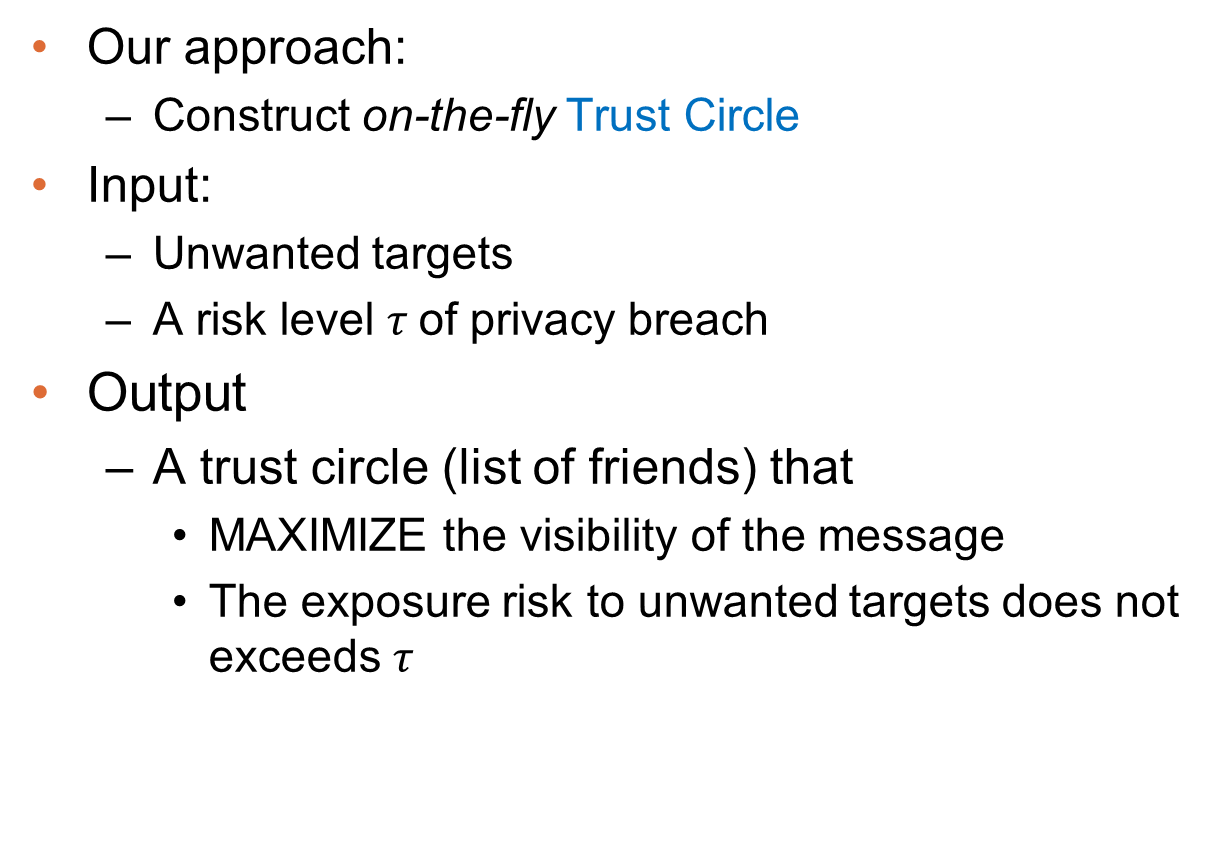 • Our approach:
– Construct on-the-fly Trust Circle
• Input:
– Unwanted targets
– A risk level τ of privacy breach
• Output
– A trust circle (list of friends) that
• MAXIMIZE the visibility of the message
• The exposure risk to unwanted targets does not
exceeds τ